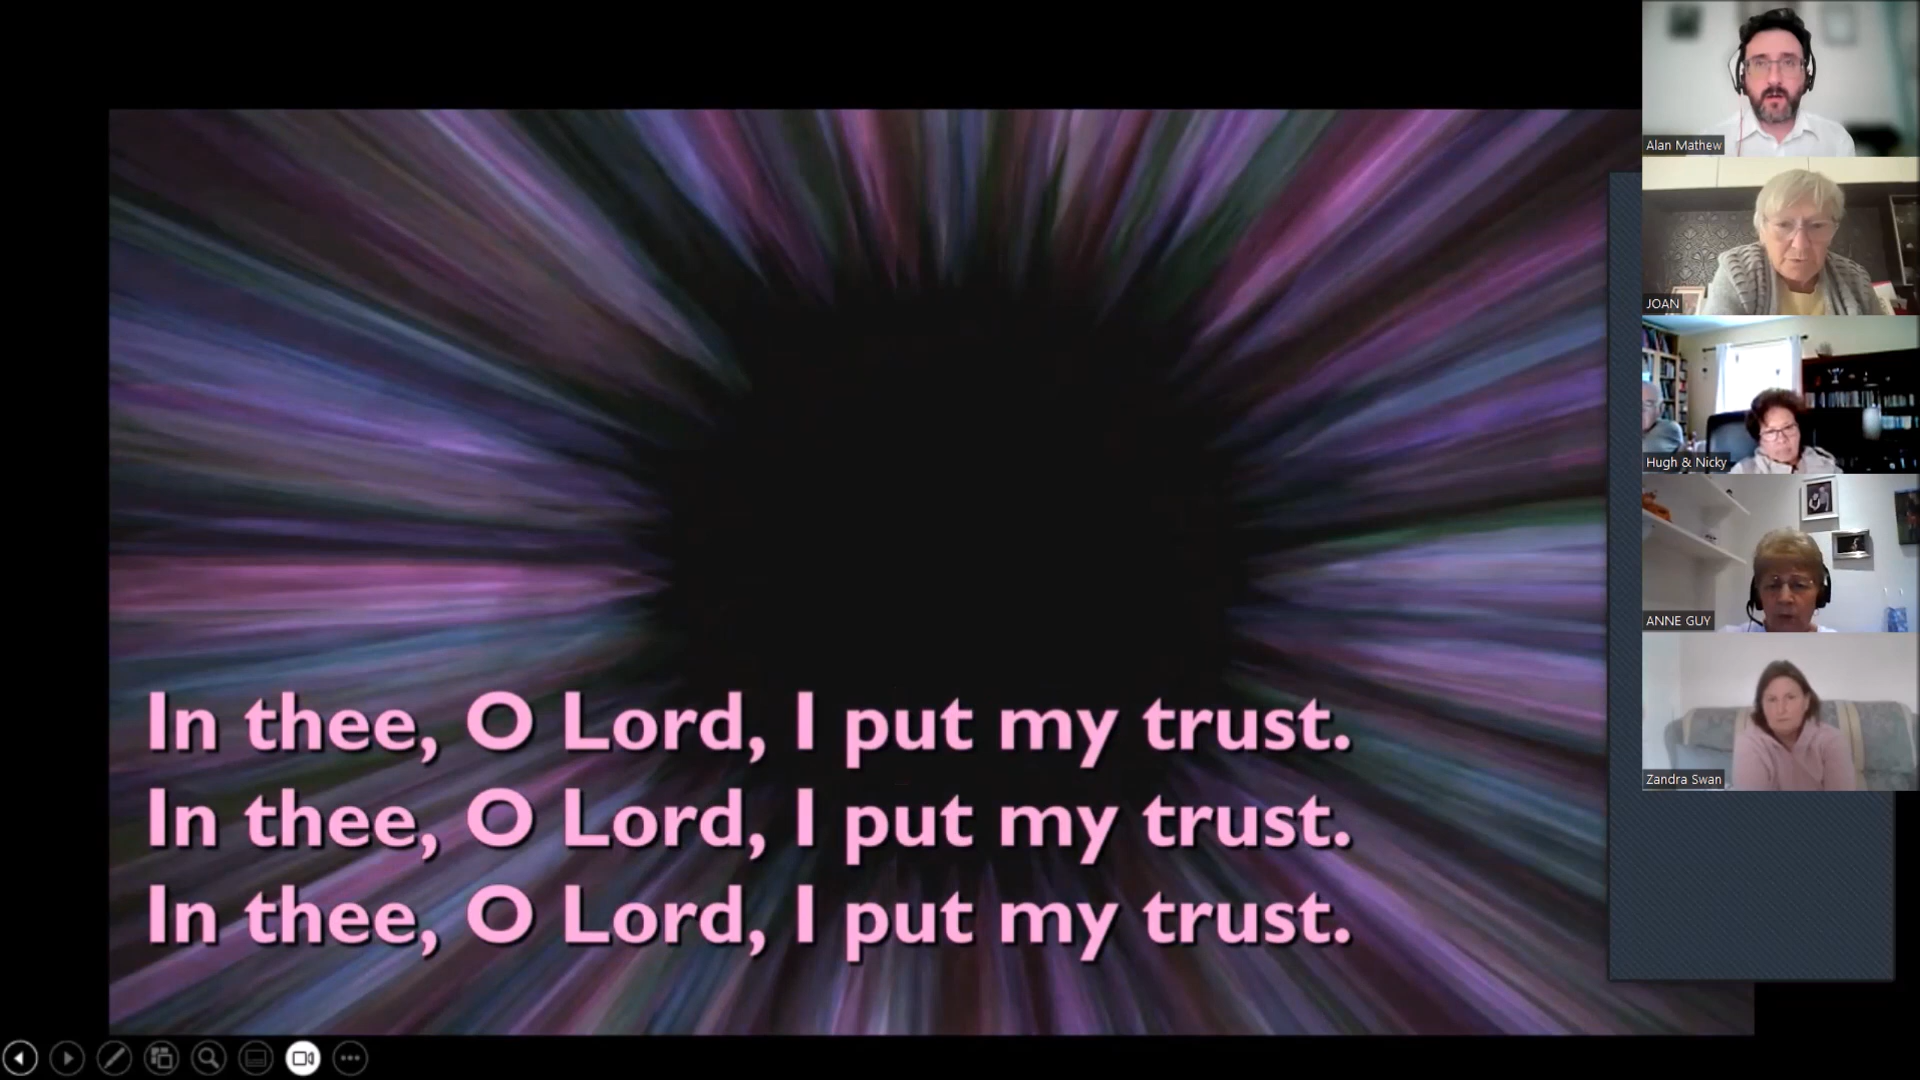 In thee, O Lord, I put my trust.
In thee, O Lord, I put my trust.
In thee, O Lord, I put my trust.
Alan Mathew
JOAN
Hugh & Nicky
ANNE GUY
Zandra Swan